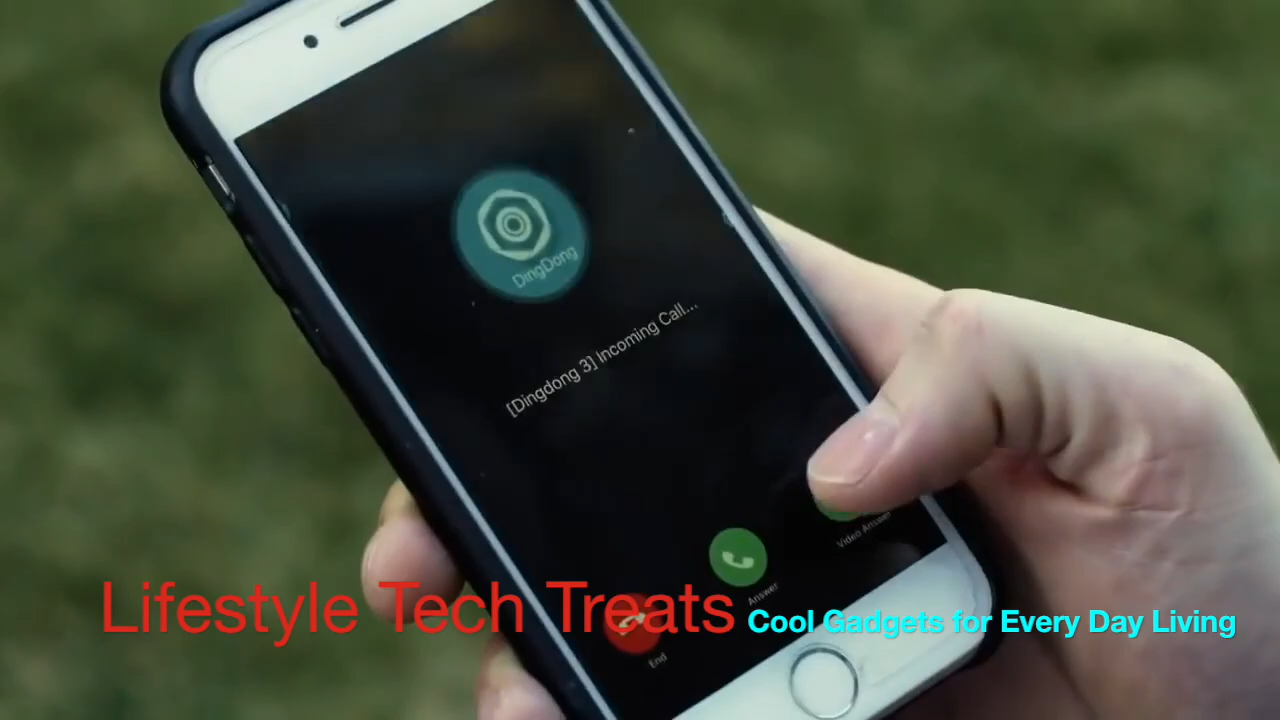 DingDong
[Dingdong 3] Incoming Call...
Video Answer
Answer
End
Lifestyle Tech Treats Cool Gadgets for Every Day Living